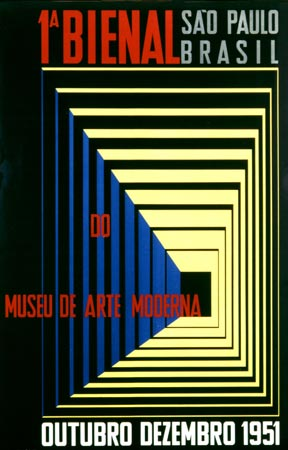 1ª BIENAL SÃO PAULO
BRASIL
DO
MUSEU DE ARTE MODERNA
OUTUBRO DEZEMBRO 1951